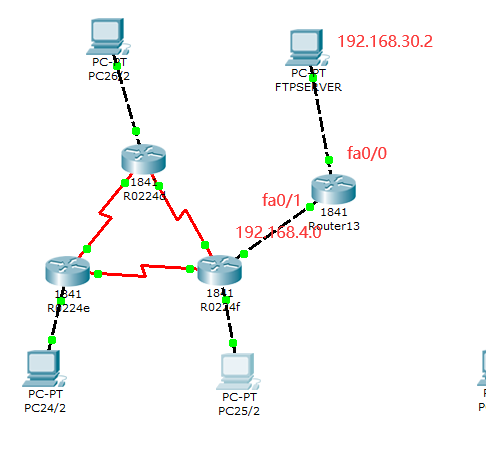 192.168.30.2
PC-PT
PC26/2
PC-PT
FTPSERVER
fa0/0
1841
R0224d
fa0/1
1841
Router13
192.168.4.0
1841
R0224e
1841
R0224f
PC-PT
PC24/2
PC-PT
PC25/2